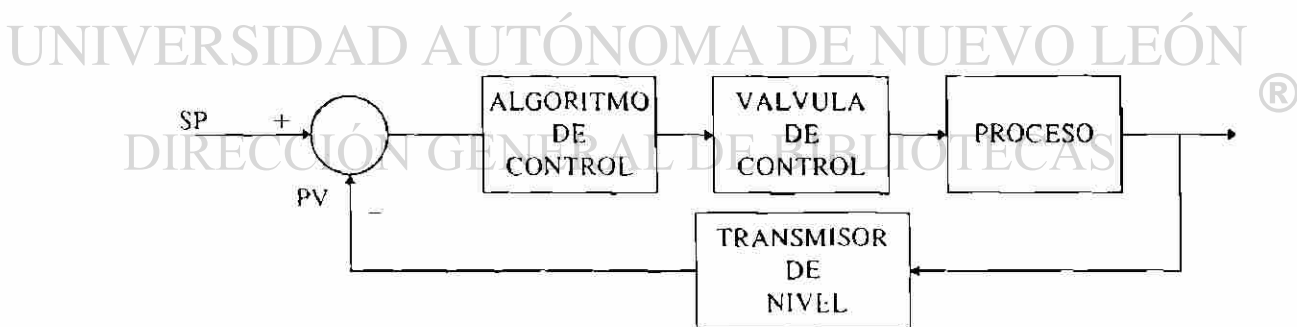 UNIVERSIDAD AUTÓNOMA DE NUEVO LEÓN
®
DIRECCIÓN GENERAL DE BIBLIOTECAS
SP
+
PV
–
ALGORITMO
DE
CONTROL
VALVULA
DE
CONTROL
PROCESO
TRANSMISOR
DE
NIVEL